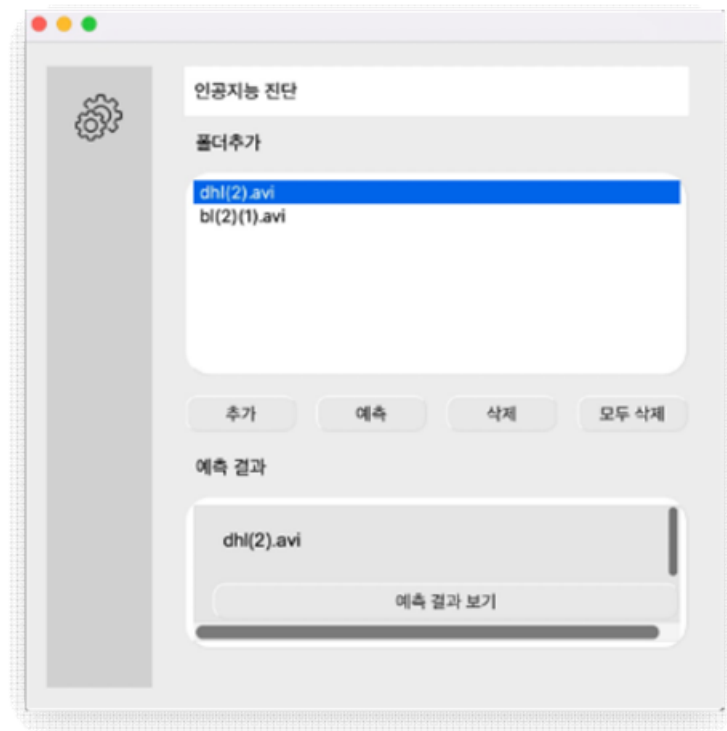 인공지능 진단
폴더추가
dhl(2).avi
bl(2)(1).avi
추가 예측 삭제 모두 삭제
예측 결과
dhl(2).avi
예측 결과 보기